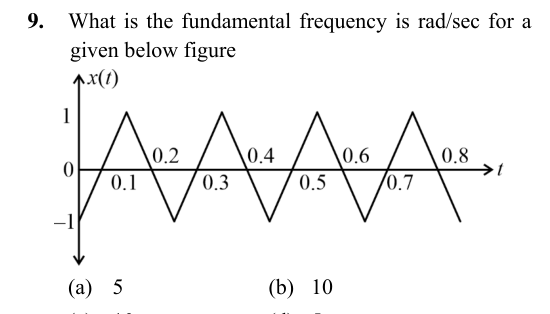 9. What is the fundamental frequency is rad/sec for a
given below figure
x(t)
1
0.2 0.4 0.6 0.8
0 t
0.1 0.3 0.5 0.7
–1
(a) 5 (b) 10